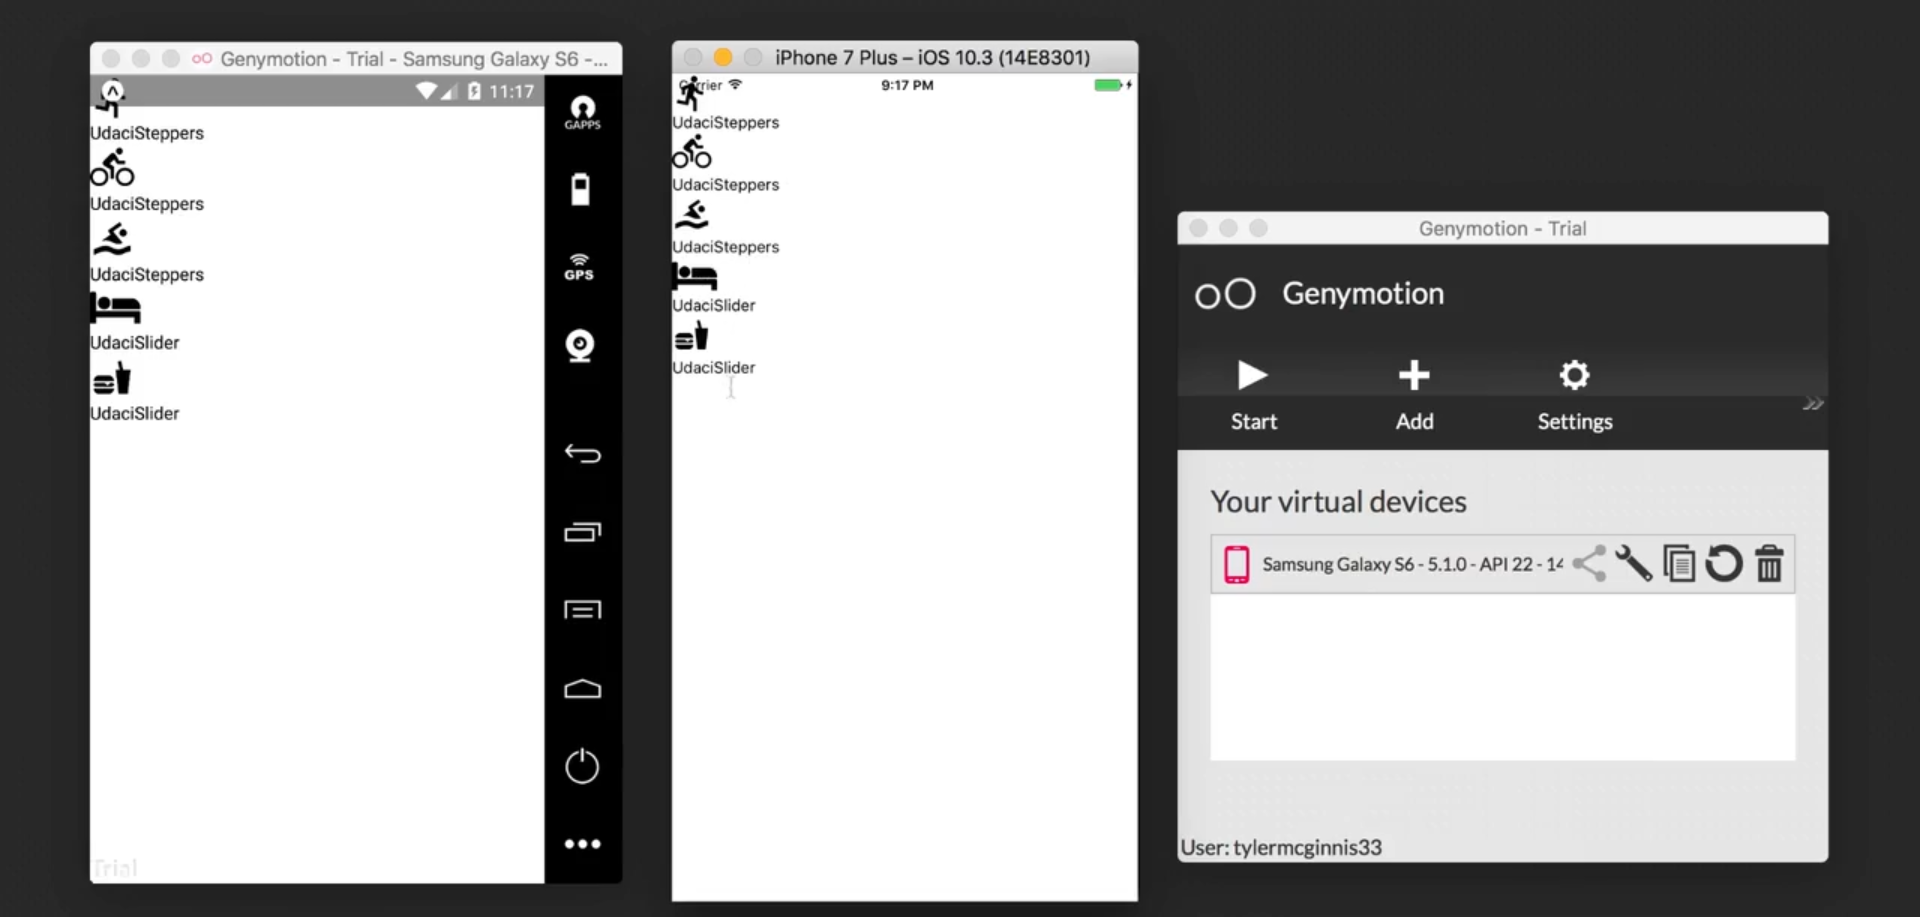 Genymotion - Trial - Samsung Galaxy S6 -...
11:17
UdaciSteppers
UdaciSteppers
UdaciSteppers
UdaciSlider
UdaciSlider
Trial
GAPPS
GPS
iPhone 7 Plus – iOS 10.3 (14E8301)
9:17 PM
UdaciSteppers
UdaciSteppers
UdaciSteppers
UdaciSlider
UdaciSlider
Genymotion - Trial
Genymotion
Start Add Settings
Your virtual devices
Samsung Galaxy S6 - 5.1.0 - API 22 - 14
User: tylermcginnis33